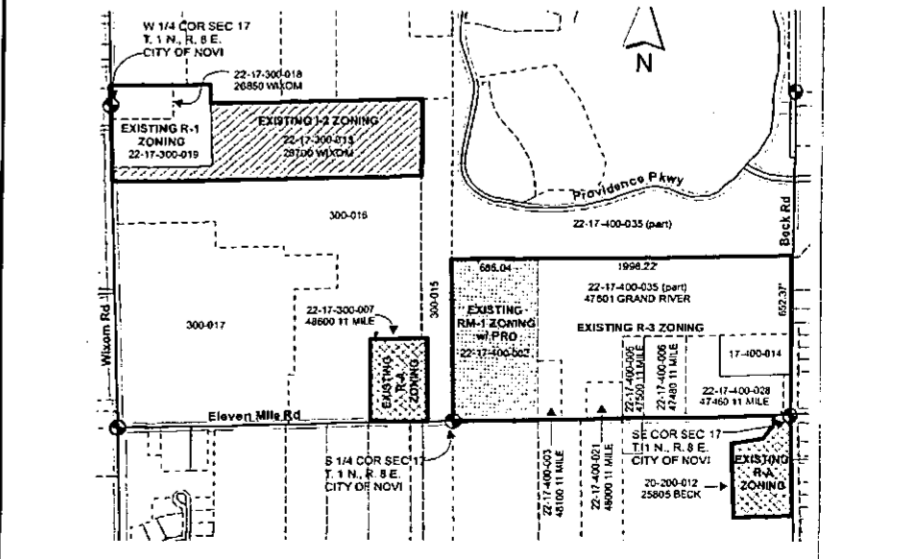 W 1/4 COR SEC 17
T. 1 N., R. 8 E.
CITY OF NOVI
22-17-300-018
26850 WIXOM
EXISTING R-1
ZONING
22-17-300-019
EXISTING I-2 ZONING
22-17-300-013
26700 WIXOM
N
Providence Pkwy
22-17-400-035 (part)
Beck Rd
300-016
300-015
300-017
Wixom Rd
22-17-300-007
48600 11 MILE
EXISTING
R-A
ZONING
Eleven Mile Rd
EXISTING
RM-1 ZONING
w/ PRO
22-17-400-002
1996.22'
652.37'
22-17-400-035 (part)
47601 GRAND RIVER
EXISTING R-3 ZONING
22-17-400-005
47500 11 MILE
22-17-400-006
47480 11 MILE
17-400-014
22-17-400-028
47460 11 MILE
S 1/4 COR SEC 17
T. 1 N., R. 8 E.
CITY OF NOVI
22-17-400-003
48100 11 MILE
22-17-400-021
48000 11 MILE
SE COR SEC 17
T. 1 N., R. 8 E.
CITY OF NOVI
20-200-012
25805 BECK
EXISTING
R-A
ZONING